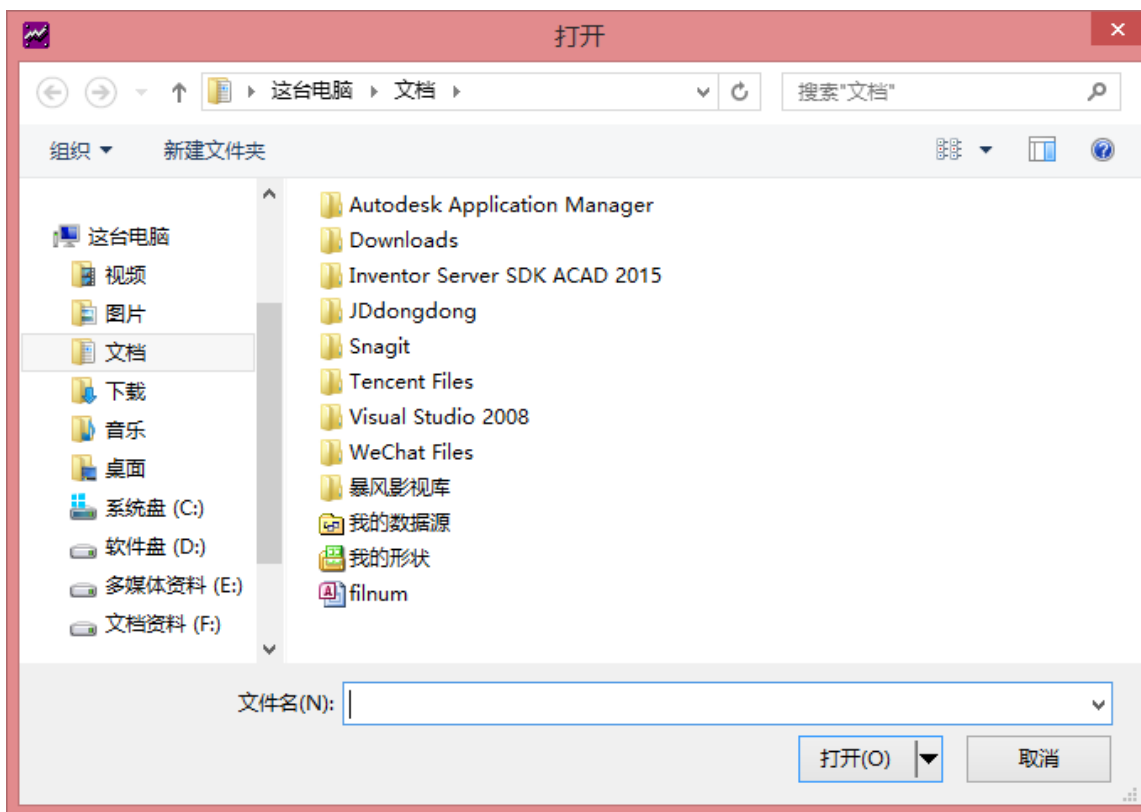 打开
这台电脑 文档 搜索"文档"
组织 新建文件夹
这台电脑
视频
图片
文档
下载
音乐
桌面
系统盘 (C:)
软件盘 (D:)
多媒体资料 (E:)
文档资料 (F:)
Autodesk Application Manager
Downloads
Inventor Server SDK ACAD 2015
JDdongdong
Snagit
Tencent Files
Visual Studio 2008
WeChat Files
暴风影视库
我的数据源
我的形状
filnum
文件名(N):
打开(O) 取消